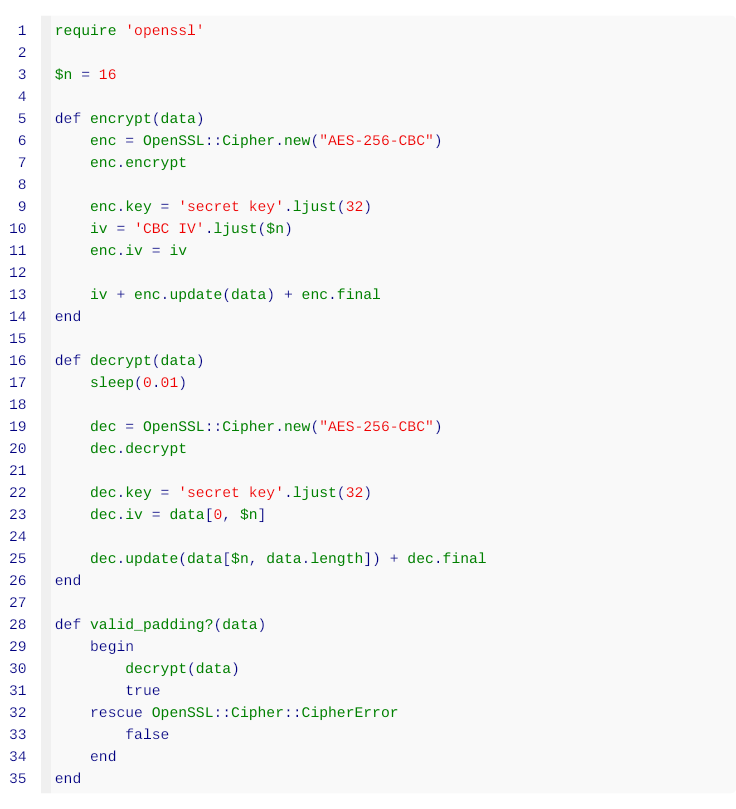 1 require 'openssl'
2
3 $n = 16
4
5 def encrypt(data)
6     enc = OpenSSL::Cipher.new("AES-256-CBC")
7     enc.encrypt
8
9     enc.key = 'secret key'.ljust(32)
10     iv = 'CBC IV'.ljust($n)
11     enc.iv = iv
12
13     iv + enc.update(data) + enc.final
14 end
15
16 def decrypt(data)
17     sleep(0.01)
18
19     dec = OpenSSL::Cipher.new("AES-256-CBC")
20     dec.decrypt
21
22     dec.key = 'secret key'.ljust(32)
23     dec.iv = data[0, $n]
24
25     dec.update(data[$n, data.length]) + dec.final
26 end
27
28 def valid_padding?(data)
29     begin
30         decrypt(data)
31         true
32     rescue OpenSSL::Cipher::CipherError
33         false
34     end
35 end